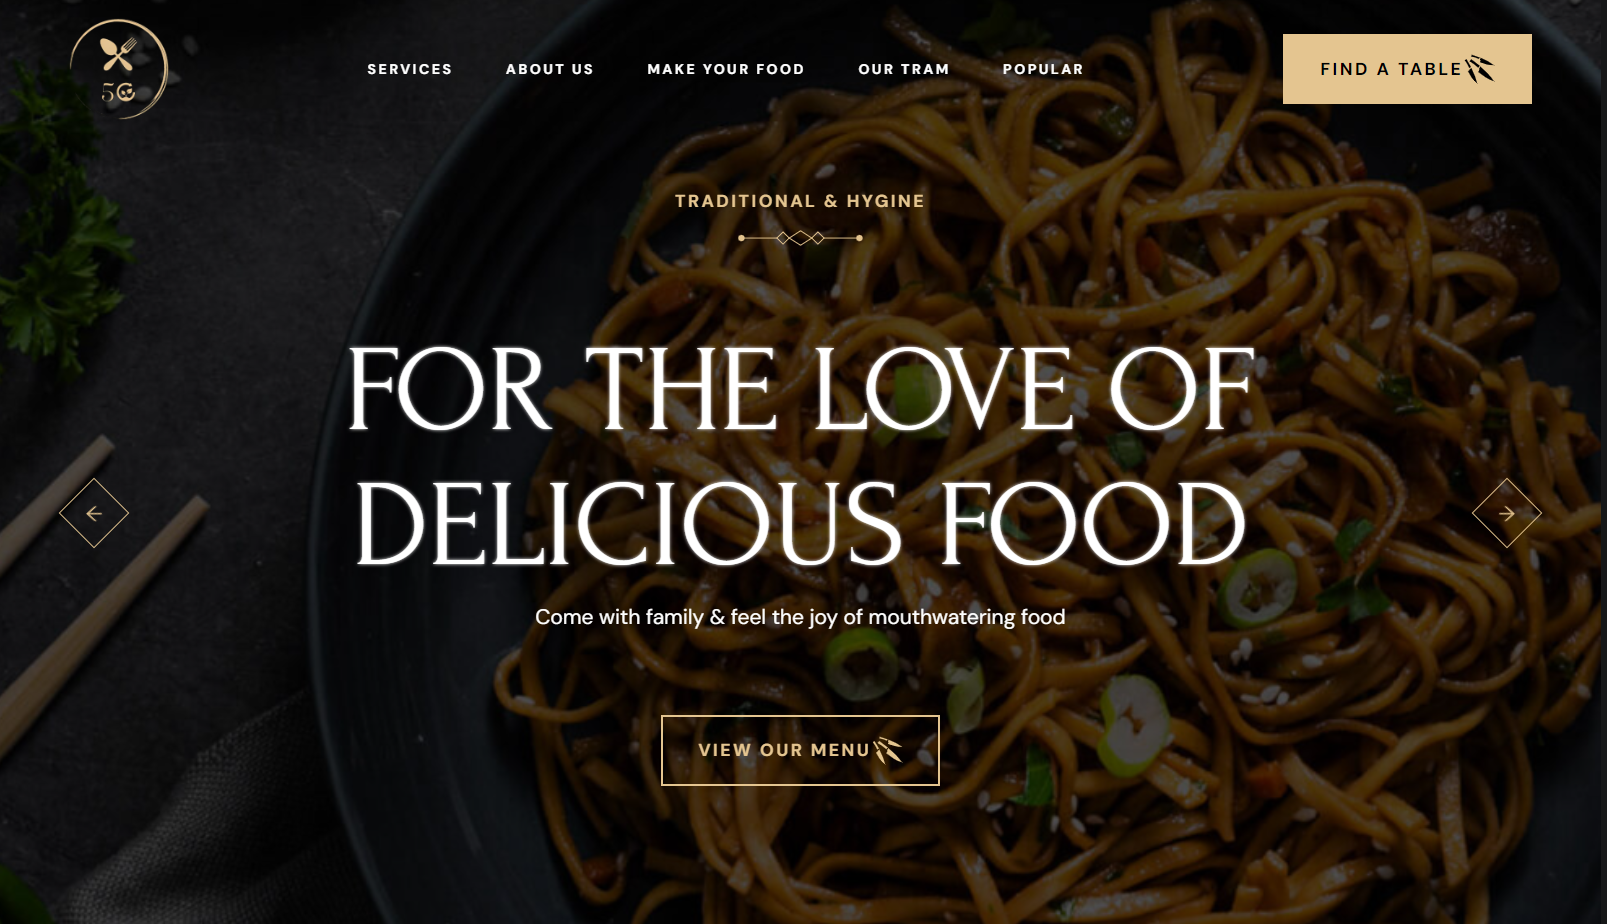 SERVICES
ABOUT US
MAKE YOUR FOOD
OUR TRAM
POPULAR
FIND A TABLE
TRADITIONAL & HYGINE
FOR THE LOVE OF
DELICIOUS FOOD
Come with family & feel the joy of mouthwatering food
VIEW OUR MENU